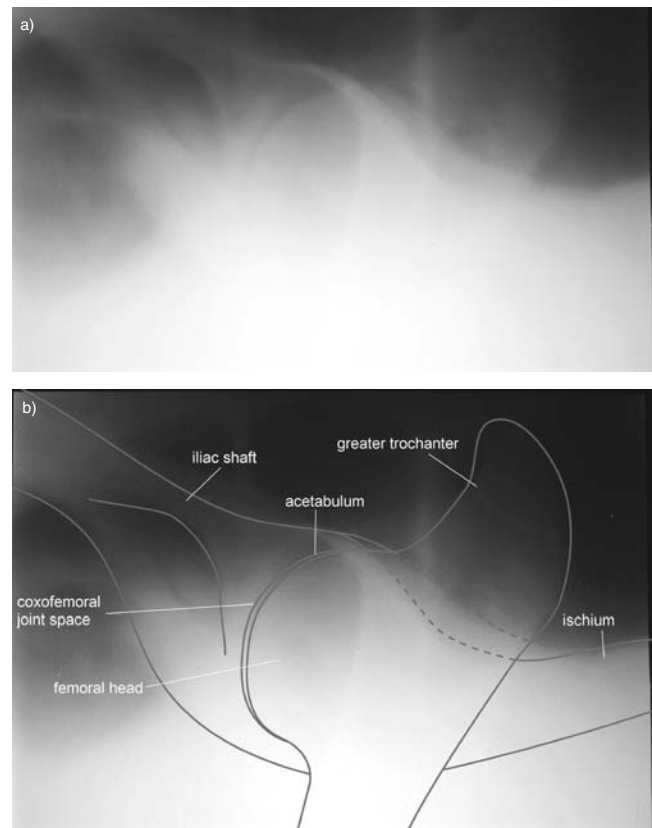 a)
b)
greater trochanter
iliac shaft
acetabulum
coxofemoral
joint space
ischium
femoral head